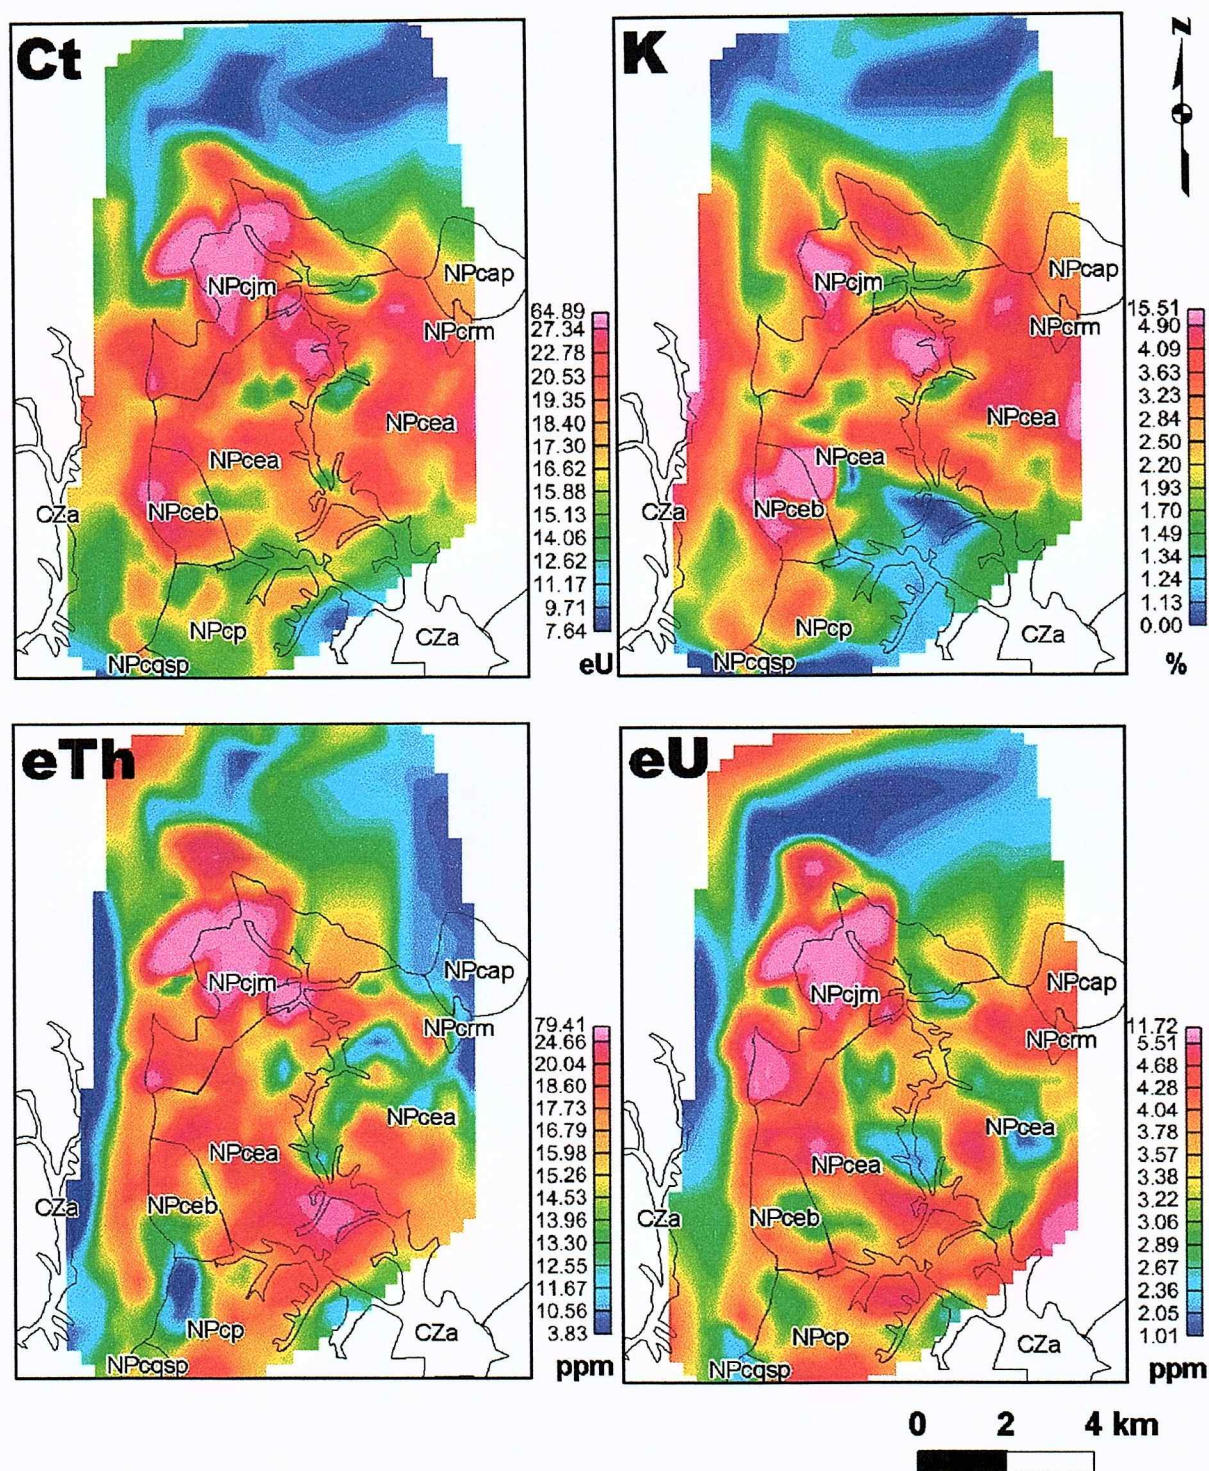 Ct
NPcjm
NPcap
NPcrm
NPcea
NPcea
NPceb
CZa
NPcp
CZa
NPcqsp
64.89
27.34
22.78
20.53
19.35
18.40
17.30
16.62
15.88
15.13
14.06
12.62
11.17
9.71
7.64
eU
K
N
NPcjm
NPcap
NPcrm
NPcea
NPcea
NPceb
CZa
NPcp
CZa
NPcqsp
15.51
4.90
4.09
3.63
3.23
2.84
2.50
2.20
1.93
1.70
1.49
1.34
1.24
1.13
0.00
%
eTh
NPcjm
NPcap
NPcrm
NPcea
NPcea
NPceb
CZa
NPcp
CZa
NPcqsp
79.41
24.66
20.04
18.60
17.73
16.79
15.98
15.26
14.53
13.96
13.30
12.55
11.67
10.56
3.83
ppm
eU
NPcjm
NPcap
NPcrm
NPcea
NPcea
NPceb
CZa
NPcp
CZa
NPcqsp
11.72
5.51
4.68
4.28
4.04
3.78
3.57
3.38
3.22
3.06
2.89
2.67
2.36
2.05
1.01
ppm
0 2 4 km